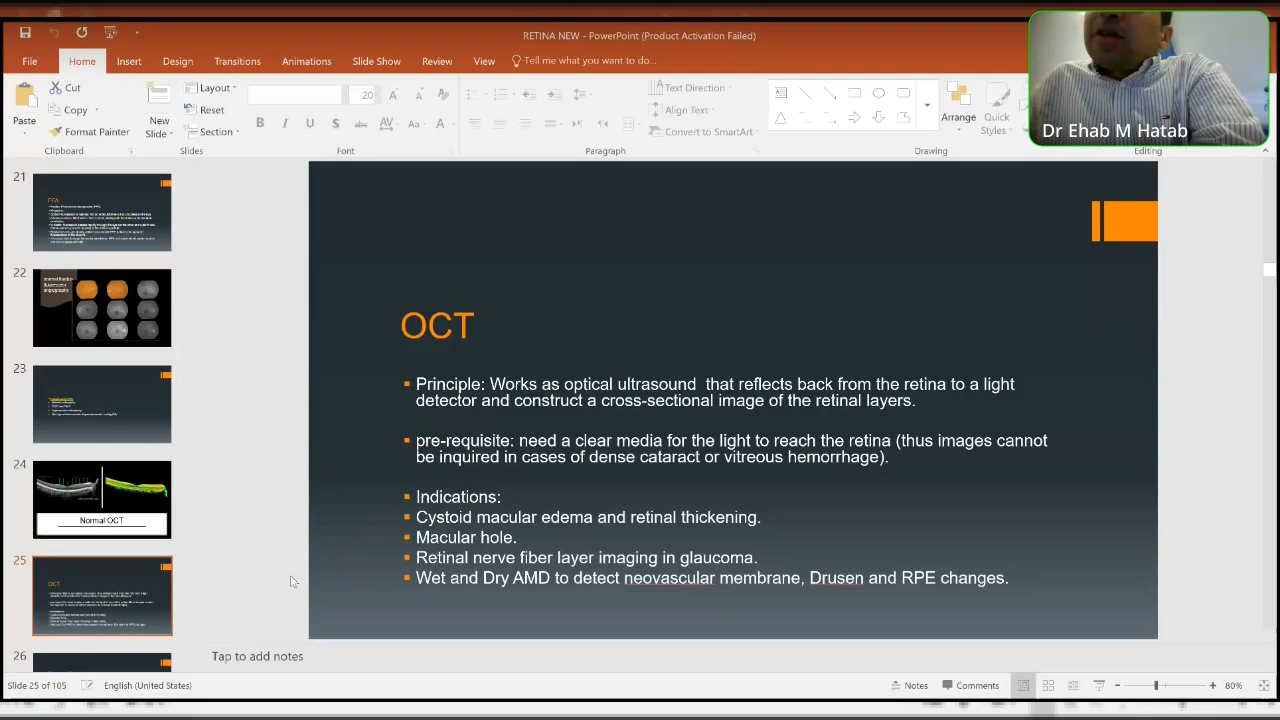 RETINA NEW - PowerPoint (Product Activation Failed)
File Home Insert Design Transitions Animations Slide Show Review View Tell me what you want to do...
Paste
Cut
Copy
Format Painter
Clipboard
New Slide
Layout
Reset
Section
Slides
20
Font
Text Direction
Align Text
Convert to SmartArt
Paragraph
Arrange
Quick Styles
Drawing
Editing
Dr Ehab M Hatab
21
FFA
22
23
24
Normal OCT
25
OCT
26
OCT
Principle: Works as optical ultrasound that reflects back from the retina to a light
detector and construct a cross-sectional image of the retinal layers.
pre-requisite: need a clear media for the light to reach the retina (thus images cannot
be inquired in cases of dense cataract or vitreous hemorrhage).
Indications:
Cystoid macular edema and retinal thickening.
Macular hole.
Retinal nerve fiber layer imaging in glaucoma.
Wet and Dry AMD to detect neovascular membrane, Drusen and RPE changes.
Tap to add notes
Slide 25 of 105 English (United States) Notes Comments 80%